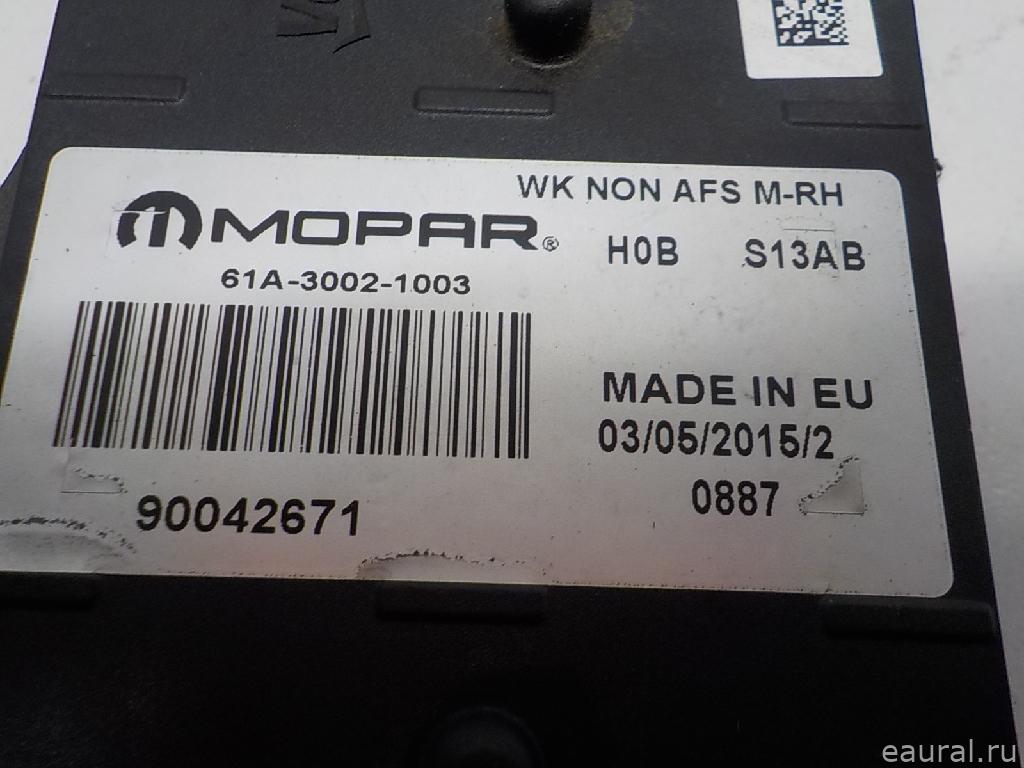 WK NON AFS M-RH
MOPAR®
H0B S13AB
61A-3002-1003
MADE IN EU
03/05/2015/2
0887
90042671
eaural.ru